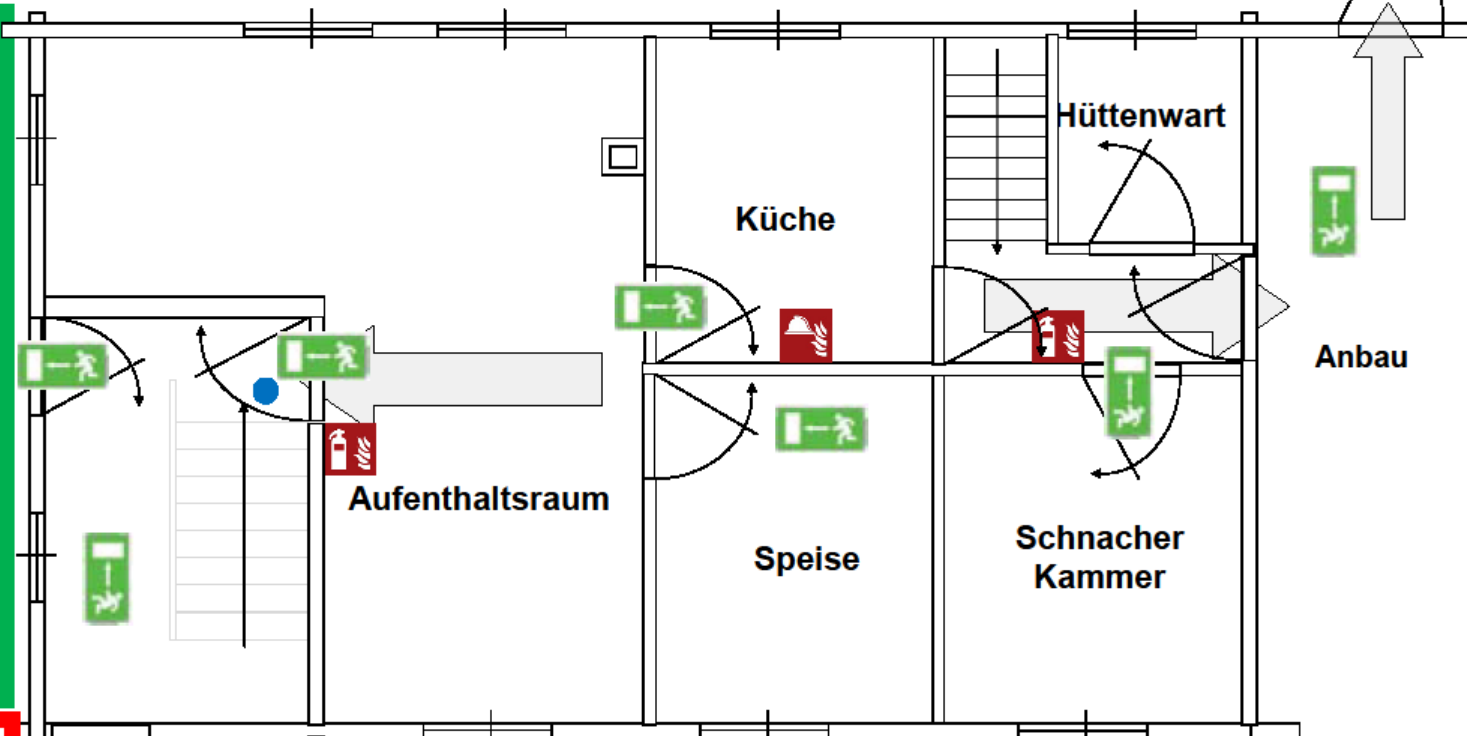 Hüttenwart
Küche
Anbau
Aufenthaltsraum
Speise
Schnacher
Kammer